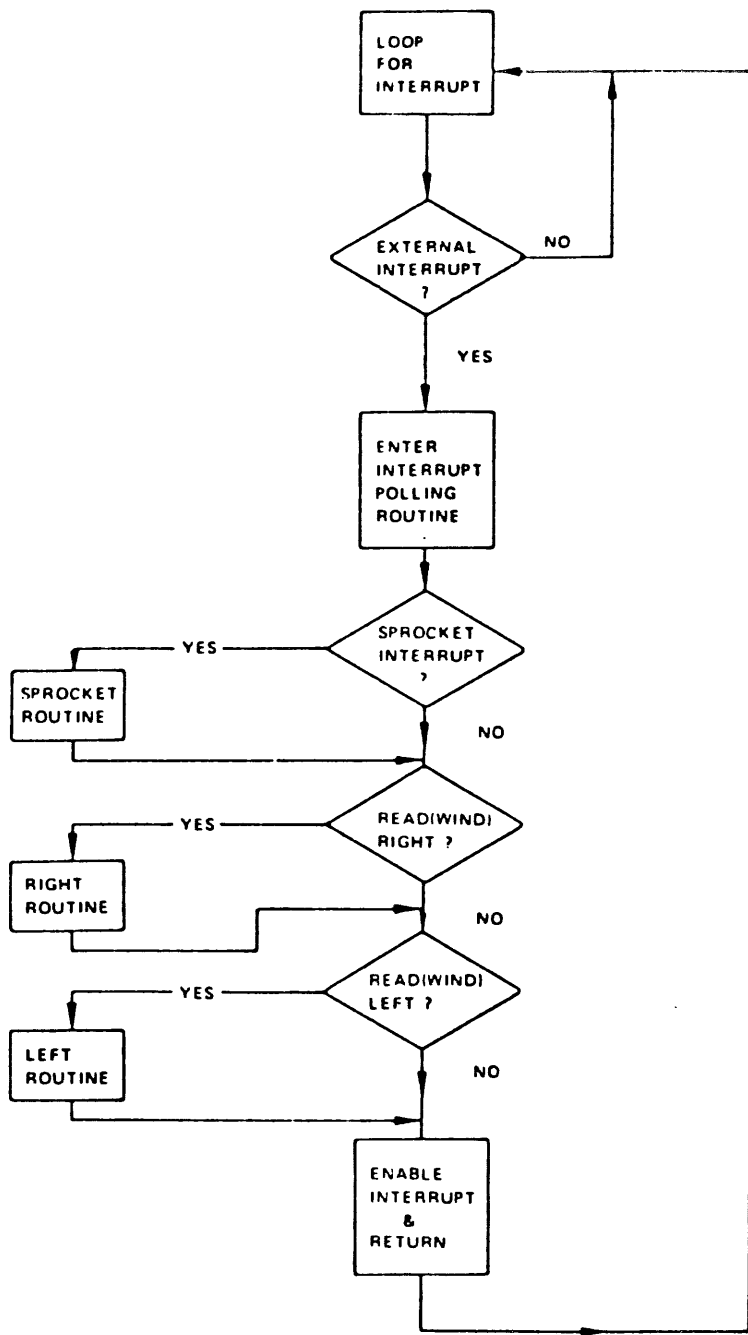 LOOP
FOR
INTERRUPT
EXTERNAL
INTERRUPT
?
NO
YES
ENTER
INTERRUPT
POLLING
ROUTINE
SPROCKET
INTERRUPT
?
YES
SPROCKET
ROUTINE
NO
READ(WIND)
RIGHT ?
YES
RIGHT
ROUTINE
NO
READ(WIND)
LEFT ?
YES
LEFT
ROUTINE
NO
ENABLE
INTERRUPT
&
RETURN